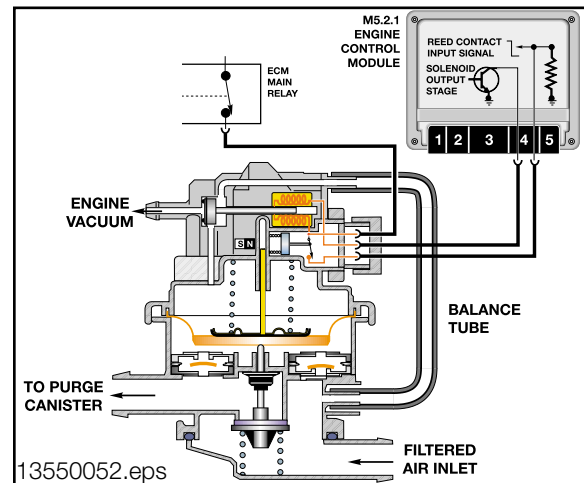 M5.2.1
ENGINE
CONTROL
MODULE
REED CONTACT
INPUT SIGNAL
SOLENOID
OUTPUT
STAGE
1 2 3 4 5
ECM
MAIN
RELAY
ENGINE
VACUUM
S N
BALANCE
TUBE
TO PURGE
CANISTER
FILTERED
AIR INLET
13550052.eps